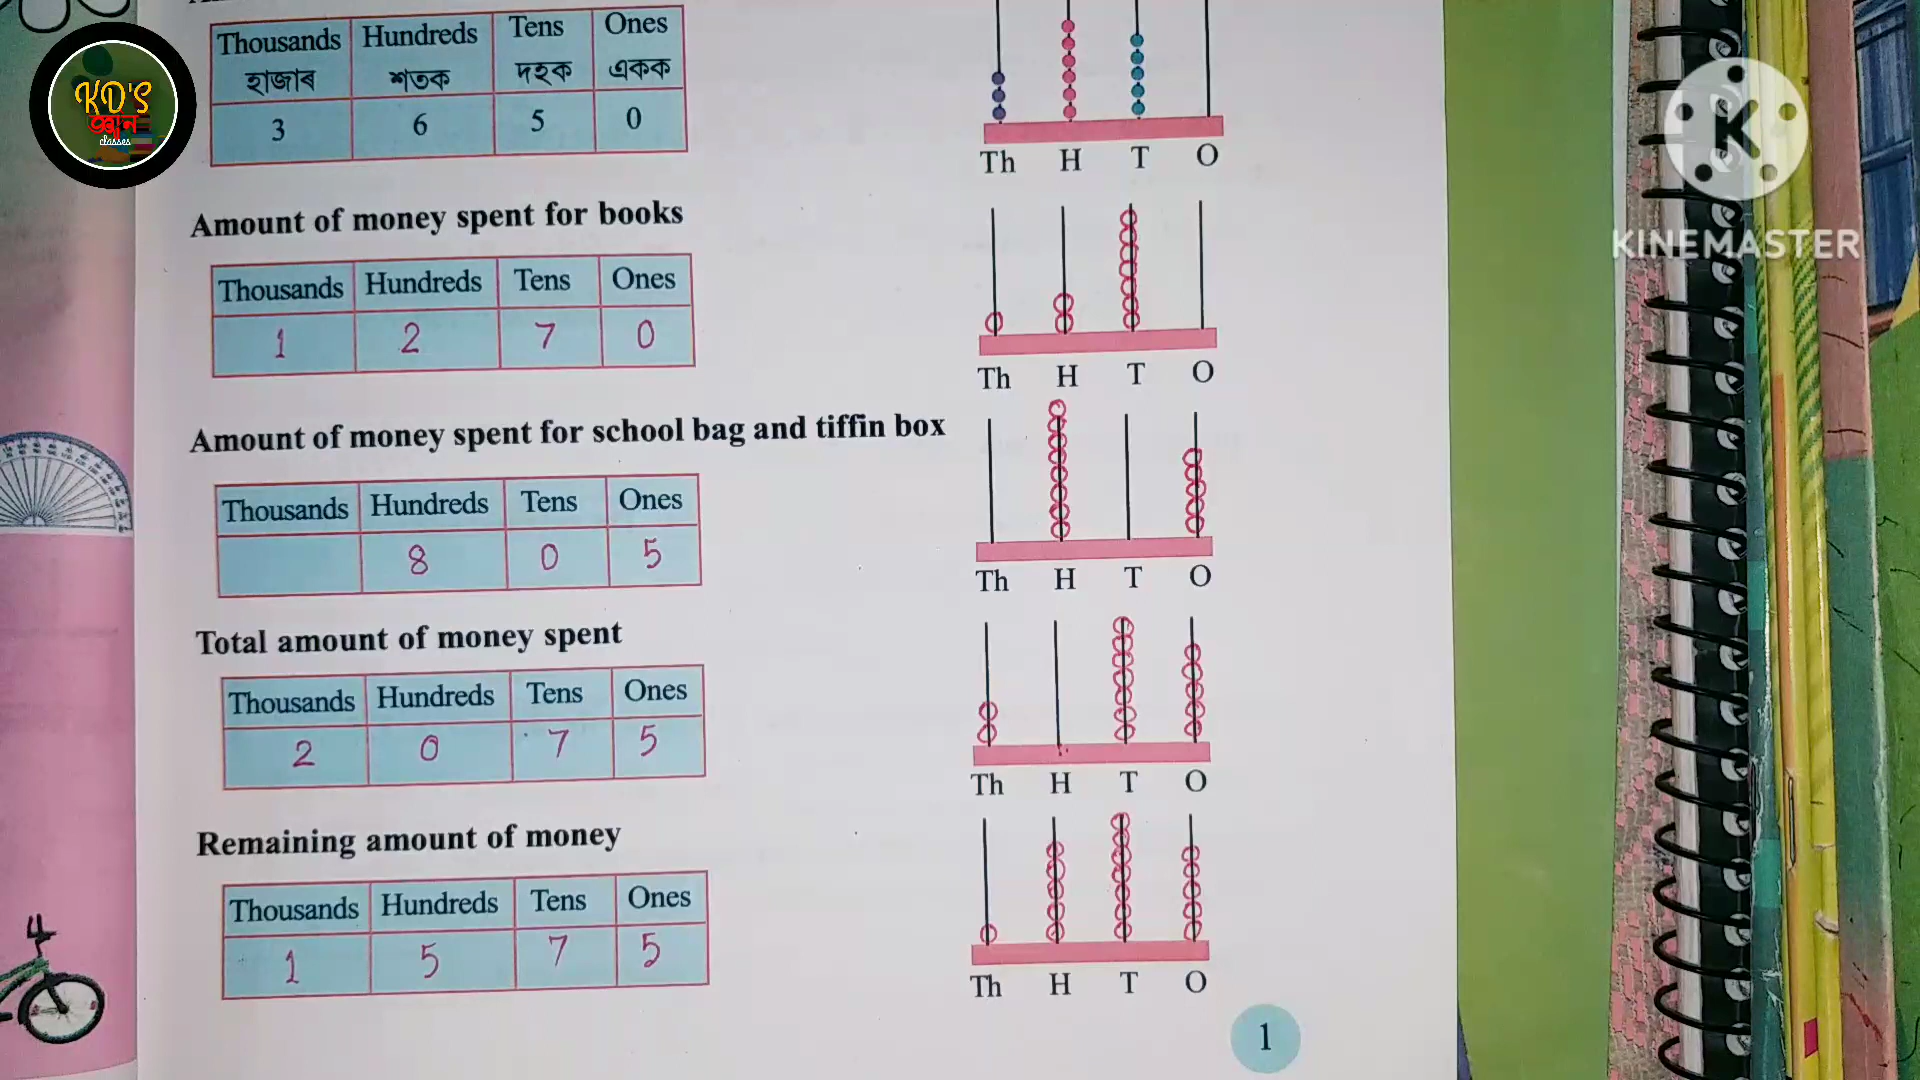 Thousands Hundreds Tens Ones
হাজাৰ শতক দহক একক
3 6 5 0
Th H T O
Amount of money spent for books
Thousands Hundreds Tens Ones
1 2 7 0
Th H T O
Amount of money spent for school bag and tiffin box
Thousands Hundreds Tens Ones
8 0 5
Th H T O
Total amount of money spent
Thousands Hundreds Tens Ones
2 0 7 5
Th H T O
Remaining amount of money
Thousands Hundreds Tens Ones
1 5 7 5
Th H T O
1
4
KD'S
জ্ঞান
classes
K
KINEMASTER